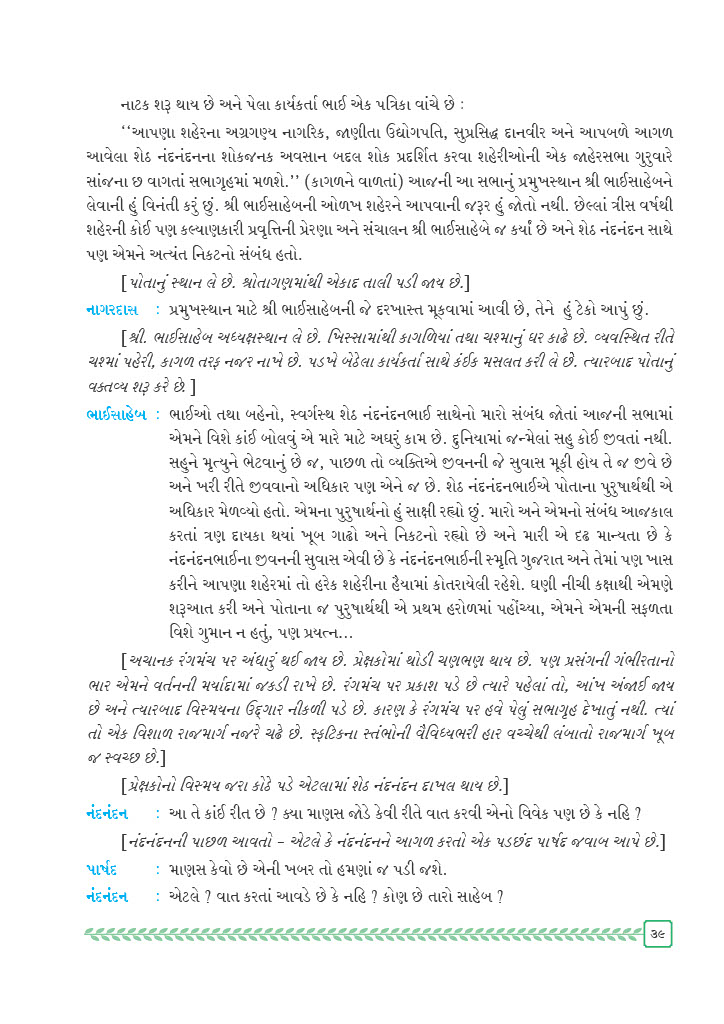 નાટક શરૂ થાય છે અને પેલા કાર્યકર્તા ભાઈ એક પત્રિકા વાંચે છે :
‘‘આપણા શહેરના અગ્રગણ્ય નાગરિક, જાણીતા ઉદ્યોગપતિ, સુપ્રસિદ્ધ દાનવીર અને આપબળે આગળ
આવેલા શેઠ નંદનંદનના શોકજનક અવસાન બદલ શોક પ્રદર્શિત કરવા શહેરીઓની એક જાહેરસભા ગુરુવારે
સાંજના છ વાગતાં સભાગૃહમાં મળશે.’’ (કાગળને વાળતાં) આજની આ સભાનું પ્રમુખસ્થાન શ્રી ભાઈસાહેબને
લેવાની હું વિનંતી કરું છું. શ્રી ભાઈસાહેબની ઓળખ શહેરને આપવાની જરૂર હું જોતો નથી. છેલ્લાં ત્રીસ વર્ષથી
શહેરની કોઈ પણ કલ્યાણકારી પ્રવૃત્તિની પ્રેરણા અને સંચાલન શ્રી ભાઈસાહેબે જ કર્યાં છે અને શેઠ નંદનંદન સાથે
પણ એમને અત્યંત નિકટનો સંબંધ હતો.
[પોતાનું સ્થાન લે છે. શ્રોતાગણમાંથી એકાદ તાલી પડી જાય છે.]
નાગરદાસ : પ્રમુખસ્થાન માટે શ્રી ભાઈસાહેબની જે દરખાસ્ત મૂકવામાં આવી છે, તેને હું ટેકો આપું છું.
[શ્રી. ભાઈસાહેબ અધ્યક્ષસ્થાન લે છે. ખિસ્સામાંથી કાગળિયાં તથા ચશ્માનું ઘર કાઢે છે. વ્યવસ્થિત રીતે
ચશ્માં પહેરી, કાગળ તરફ નજર નાખે છે. પડખે બેઠેલા કાર્યકર્તા સાથે કંઈક મસલત કરી લે છે. ત્યારબાદ પોતાનું
વક્તવ્ય શરૂ કરે છે ]
ભાઈસાહેબ : ભાઈઓ તથા બહેનો, સ્વર્ગસ્થ શેઠ નંદનંદનભાઈ સાથેનો મારો સંબંધ જોતાં આજની સભામાં
એમને વિશે કાંઈ બોલવું એ મારે માટે અઘરું કામ છે. દુનિયામાં જન્મેલાં સહુ કોઈ જીવતાં નથી.
સહુને મૃત્યુને ભેટવાનું છે જ, પાછળ તો વ્યક્તિએ જીવનની જે સુવાસ મૂકી હોય તે જ જીવે છે
અને ખરી રીતે જીવવાનો અધિકાર પણ એને જ છે. શેઠ નંદનંદનભાઈએ પોતાના પુરુષાર્થથી એ
અધિકાર મેળવ્યો હતો. એમના પુરુષાર્થનો હું સાક્ષી રહ્યો છું. મારો અને એમનો સંબંધ આજકાલ
કરતાં ત્રણ દાયકા થયાં ખૂબ ગાઢો અને નિકટનો રહ્યો છે અને મારી એ દૃઢ માન્યતા છે કે
નંદનંદનભાઈના જીવનની સુવાસ એવી છે કે નંદનંદનભાઈની સ્મૃતિ ગુજરાત અને તેમાં પણ ખાસ
કરીને આપણા શહેરમાં તો હરેક શહેરીના હૈયામાં કોતરાયેલી રહેશે. ઘણી નીચી કક્ષાથી એમણે
શરૂઆત કરી અને પોતાના જ પુરુષાર્થથી એ પ્રથમ હરોળમાં પહોંચ્યા, એમને એમની સફળતા
વિશે ગુમાન ન હતું, પણ પ્રયત્ન...
[અચાનક રંગમંચ પર અંધારું થઈ જાય છે. પ્રેક્ષકોમાં થોડી ચણભણ થાય છે. પણ પ્રસંગની ગંભીરતાનો
ભાર એમને વર્તનની મર્યાદામાં જકડી રાખે છે. રંગમંચ પર પ્રકાશ પડે છે ત્યારે પહેલાં તો, આંખ અંજાઈ જાય
છે અને ત્યારબાદ વિસ્મયના ઉદ્ગાર નીકળી પડે છે. કારણ કે રંગમંચ પર હવે પેલું સભાગૃહ દેખાતું નથી. ત્યાં
તો એક વિશાળ રાજમાર્ગ નજરે ચઢે છે. સ્ફટિકના સ્તંભોની વૈવિધ્યભરી હાર વચ્ચેથી લંબાતો રાજમાર્ગ ખૂબ
જ સ્વચ્છ છે.]
[પ્રેક્ષકોનો વિસ્મય જરા કોઠે પડે એટલામાં શેઠ નંદનંદન દાખલ થાય છે.]
નંદનંદન : આ તે કાંઈ રીત છે ? ક્યા માણસ જોડે કેવી રીતે વાત કરવી એનો વિવેક પણ છે કે નહિ ?
[નંદનંદનની પાછળ આવતો – એટલે કે નંદનંદનને આગળ કરતો એક પડછંદ પાર્ષદ જવાબ આપે છે.]
પાર્ષદ : માણસ કેવો છે એની ખબર તો હમણાં જ પડી જશે.
નંદનંદન : એટલે ? વાત કરતાં આવડે છે કે નહિ ? કોણ છે તારો સાહેબ ?
૩૯